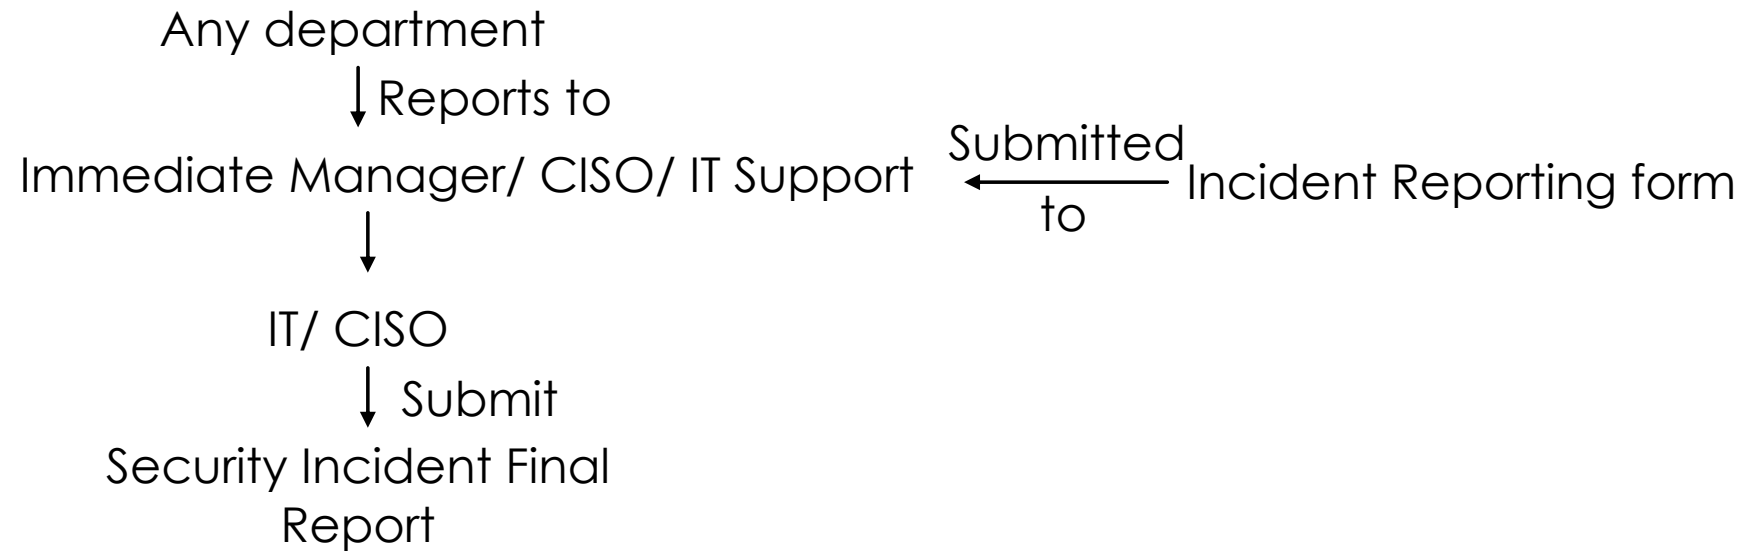 Any department
Reports to
Immediate Manager/ CISO/ IT Support
Submitted
to
Incident Reporting form
IT/ CISO
Submit
Security Incident Final
Report